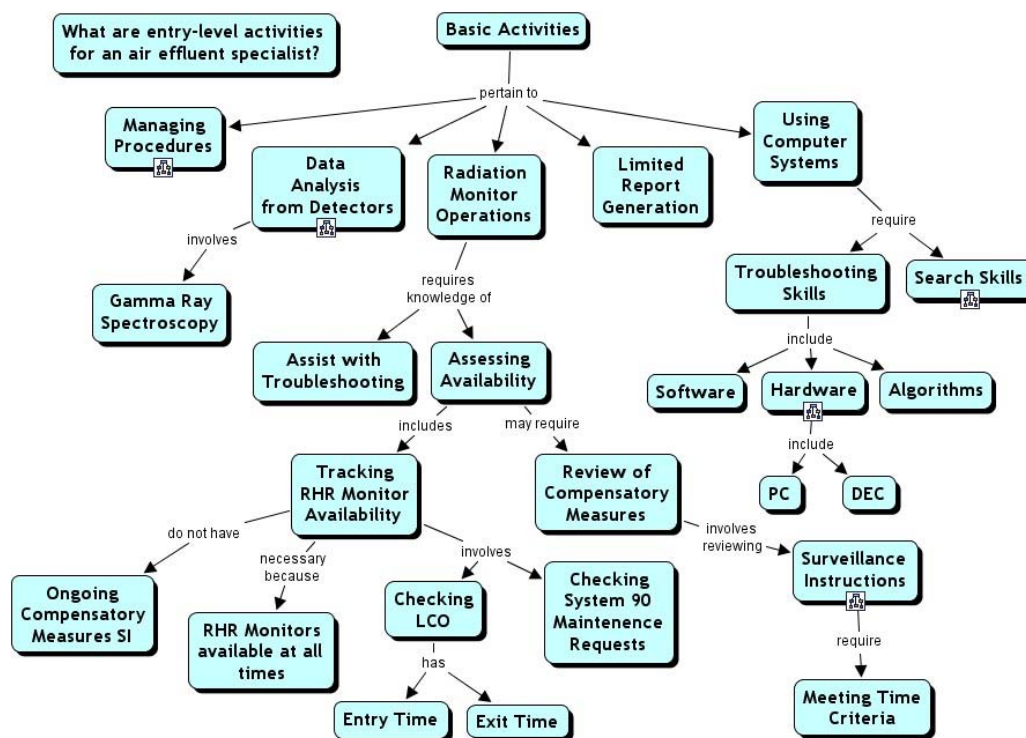 What are entry-level activities
for an air effluent specialist?
Basic Activities
pertain to
Managing
Procedures
Data
Analysis
from Detectors
Radiation
Monitor
Operations
Limited
Report
Generation
Using
Computer
Systems
involves
Gamma Ray
Spectroscopy
requires
knowledge of
require
Troubleshooting
Skills
Search Skills
Assist with
Troubleshooting
Assessing
Availability
include
Software
Hardware
Algorithms
includes
may require
include
Tracking
RHR Monitor
Availability
Review of
Compensatory
Measures
PC
DEC
do not have
necessary
because
involves
involves
reviewing
Ongoing
Compensatory
Measures SI
RHR Monitors
available at all
times
Checking
LCO
Checking
System 90
Maintenence
Requests
Surveillance
Instructions
has
require
Entry Time
Exit Time
Meeting Time
Criteria